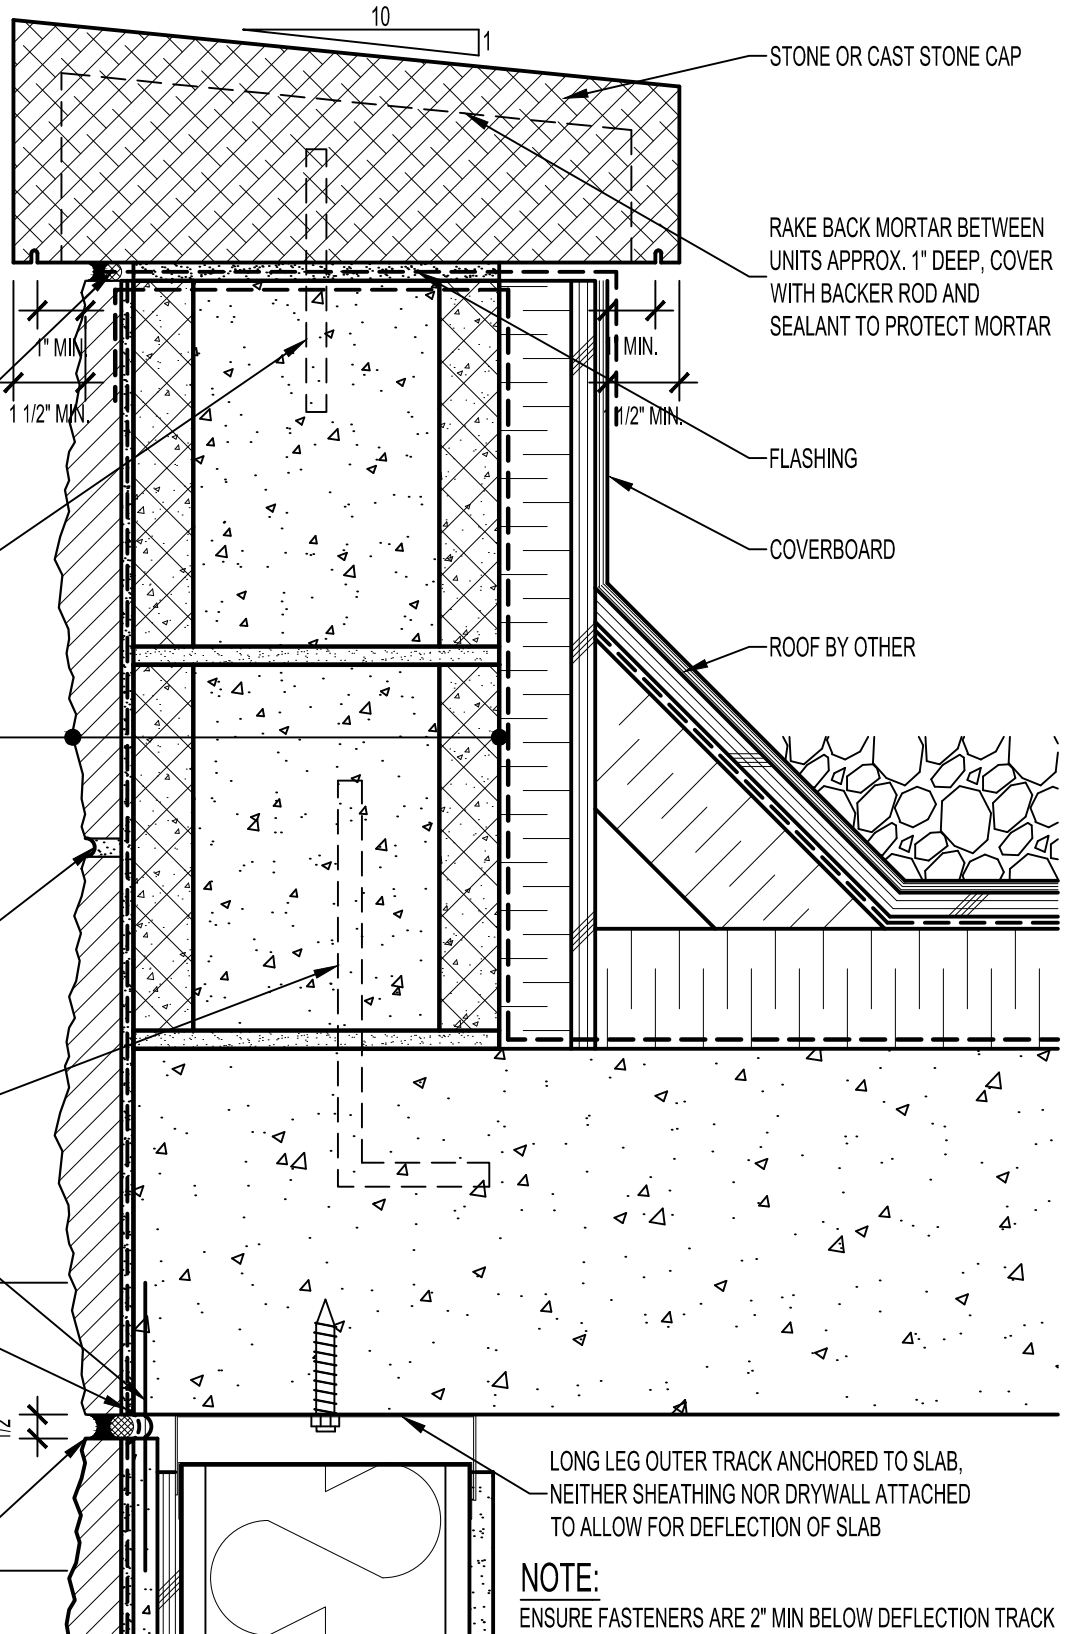 10
1
STONE OR CAST STONE CAP
RAKE BACK MORTAR BETWEEN
UNITS APPROX. 1" DEEP, COVER
WITH BACKER ROD AND
SEALANT TO PROTECT MORTAR
1" MIN.
MIN.
1 1/2" MIN.
1/2" MIN.
FLASHING
COVERBOARD
ROOF BY OTHER
1/2
LONG LEG OUTER TRACK ANCHORED TO SLAB,
NEITHER SHEATHING NOR DRYWALL ATTACHED
TO ALLOW FOR DEFLECTION OF SLAB
NOTE:
ENSURE FASTENERS ARE 2" MIN BELOW DEFLECTION TRACK